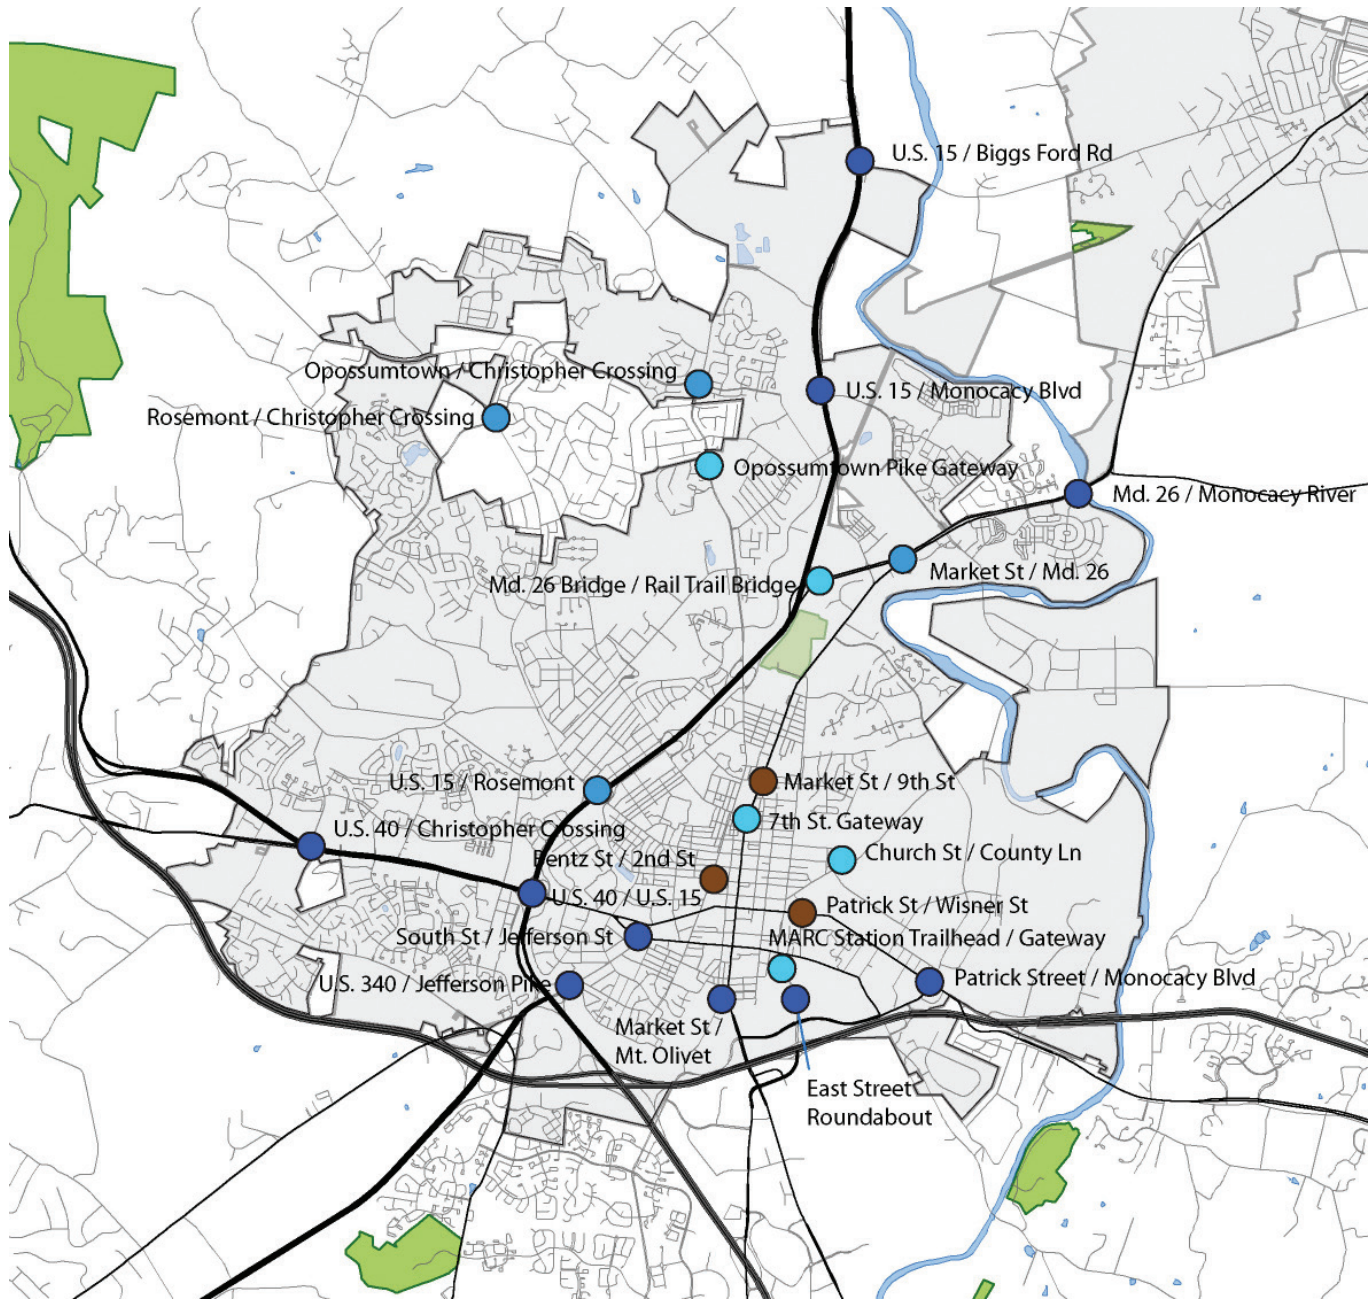 U.S. 15 / Biggs Ford Rd
Opossumtown / Christopher Crossing
U.S. 15 / Monocacy Blvd
Rosemont / Christopher Crossing
Opossumtown Pike Gateway
Md. 26 / Monocacy River
Market St / Md. 26
Md. 26 Bridge / Rail Trail Bridge
U.S. 15 / Rosemont
Market St / 9th St
7th St. Gateway
U.S. 40 / Christopher Crossing
Church St / County Ln
Bentz St / 2nd St
U.S. 40 / U.S. 15
Patrick St / Wisner St
South St / Jefferson St
MARC Station Trailhead / Gateway
U.S. 340 / Jefferson Pike
Patrick Street / Monocacy Blvd
Market St /
Mt. Olivet
East Street
Roundabout